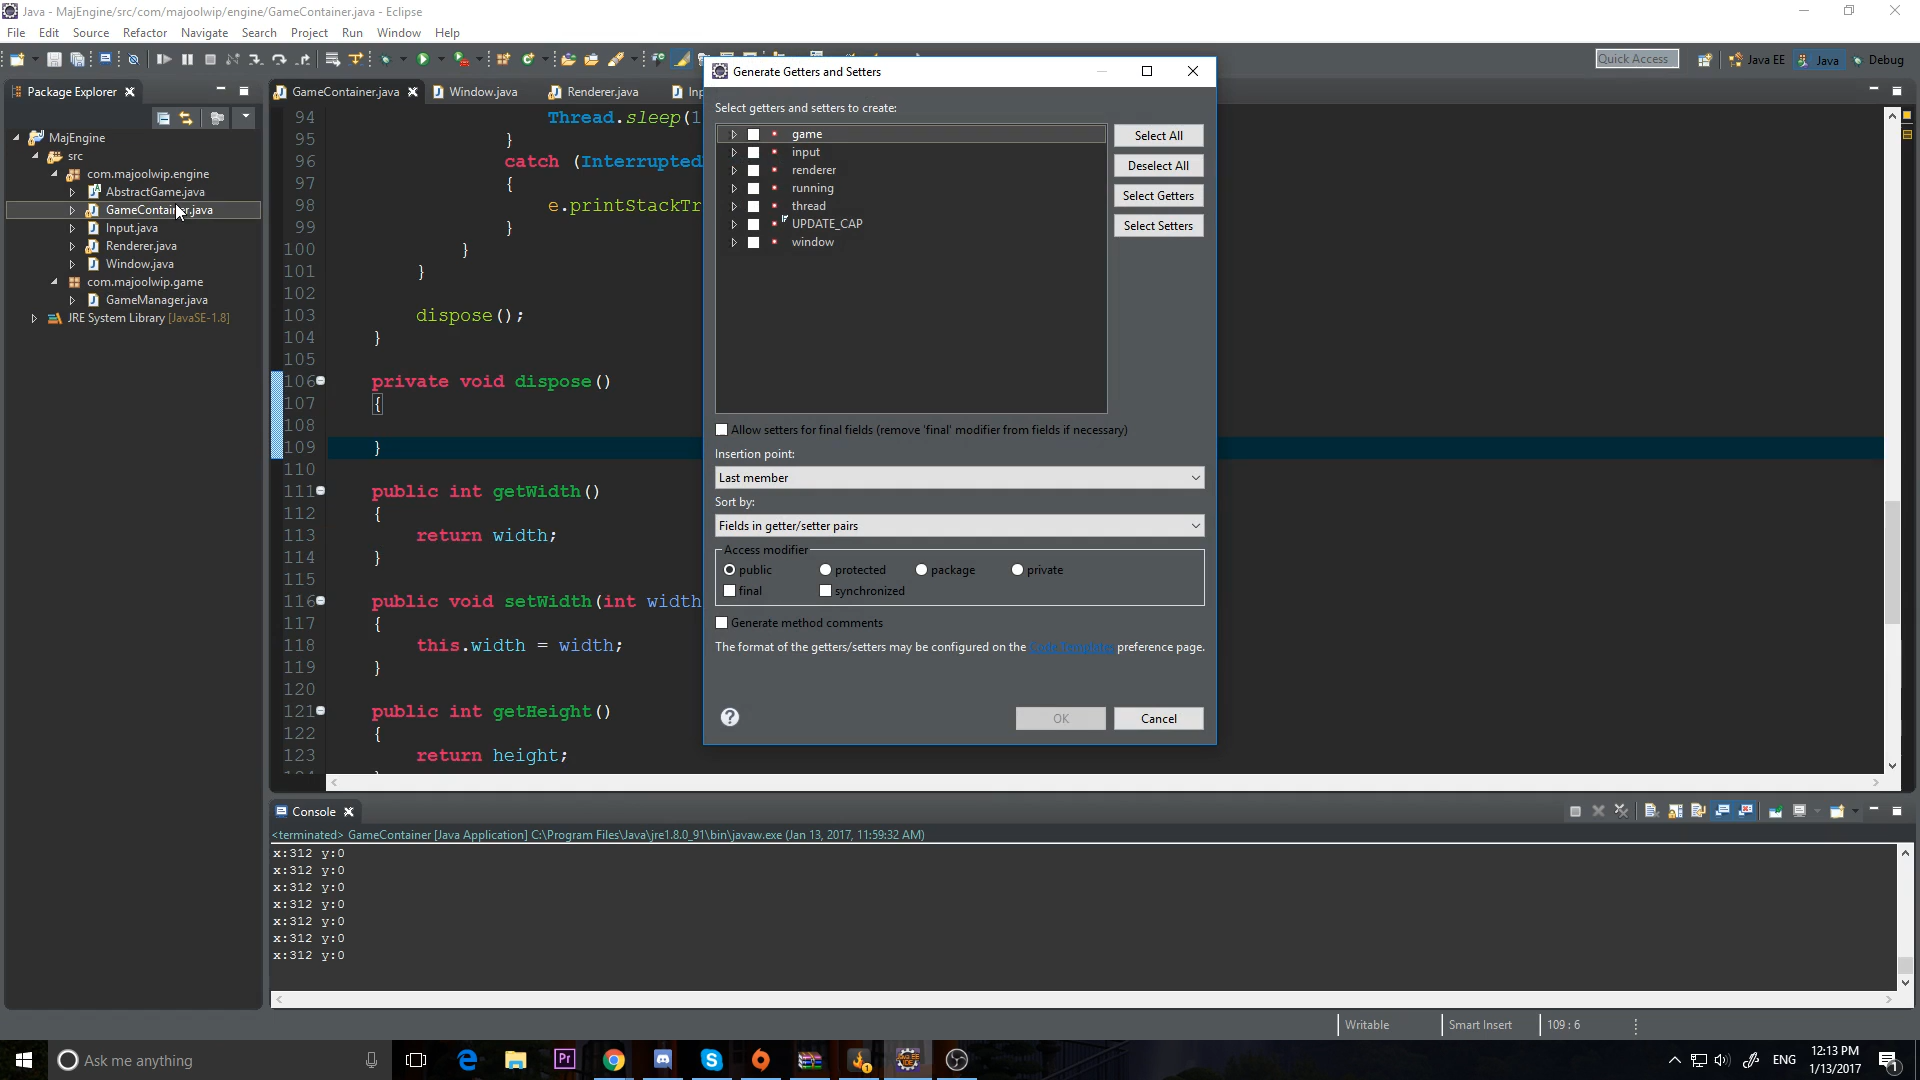 Java - MajEngine/src/com/majoolwip/engine/GameContainer.java - Eclipse
File Edit Source Refactor Navigate Search Project Run Window Help
Quick Access
Java EE
Java
Debug
Package Explorer
MajEngine
src
com.majoolwip.engine
AbstractGame.java
GameContainer.java
Input.java
Renderer.java
Window.java
com.majoolwip.game
GameManager.java
JRE System Library [JavaSE-1.8]
GameContainer.java
Window.java
Renderer.java
94 Thread.sleep(1
95 }
96 catch (Interrupted
97 {
98 e.printStackTr
99 }
100 }
101 }
102
103 dispose();
104 }
105
106 private void dispose()
107 {
108
109 }
110
111 public int getWidth()
112 {
113 return width;
114 }
115
116 public void setWidth(int width
117 {
118 this.width = width;
119 }
120
121 public int getHeight()
122 {
123 return height;
Generate Getters and Setters
Select getters and setters to create:
game
input
renderer
running
thread
UPDATE_CAP
window
Select All
Deselect All
Select Getters
Select Setters
Allow setters for final fields (remove 'final' modifier from fields if necessary)
Insertion point:
Last member
Sort by:
Fields in getter/setter pairs
Access modifier
public protected package private
final synchronized
Generate method comments
The format of the getters/setters may be configured on the Code Templates preference page.
OK
Cancel
Console
<terminated> GameContainer [Java Application] C:\Program Files\Java\jre1.8.0_91\bin\javaw.exe (Jan 13, 2017, 11:59:32 AM)
x:312 y:0
x:312 y:0
x:312 y:0
x:312 y:0
x:312 y:0
x:312 y:0
x:312 y:0
Writable
Smart Insert
109 : 6
Ask me anything
ENG
12:13 PM
1/13/2017